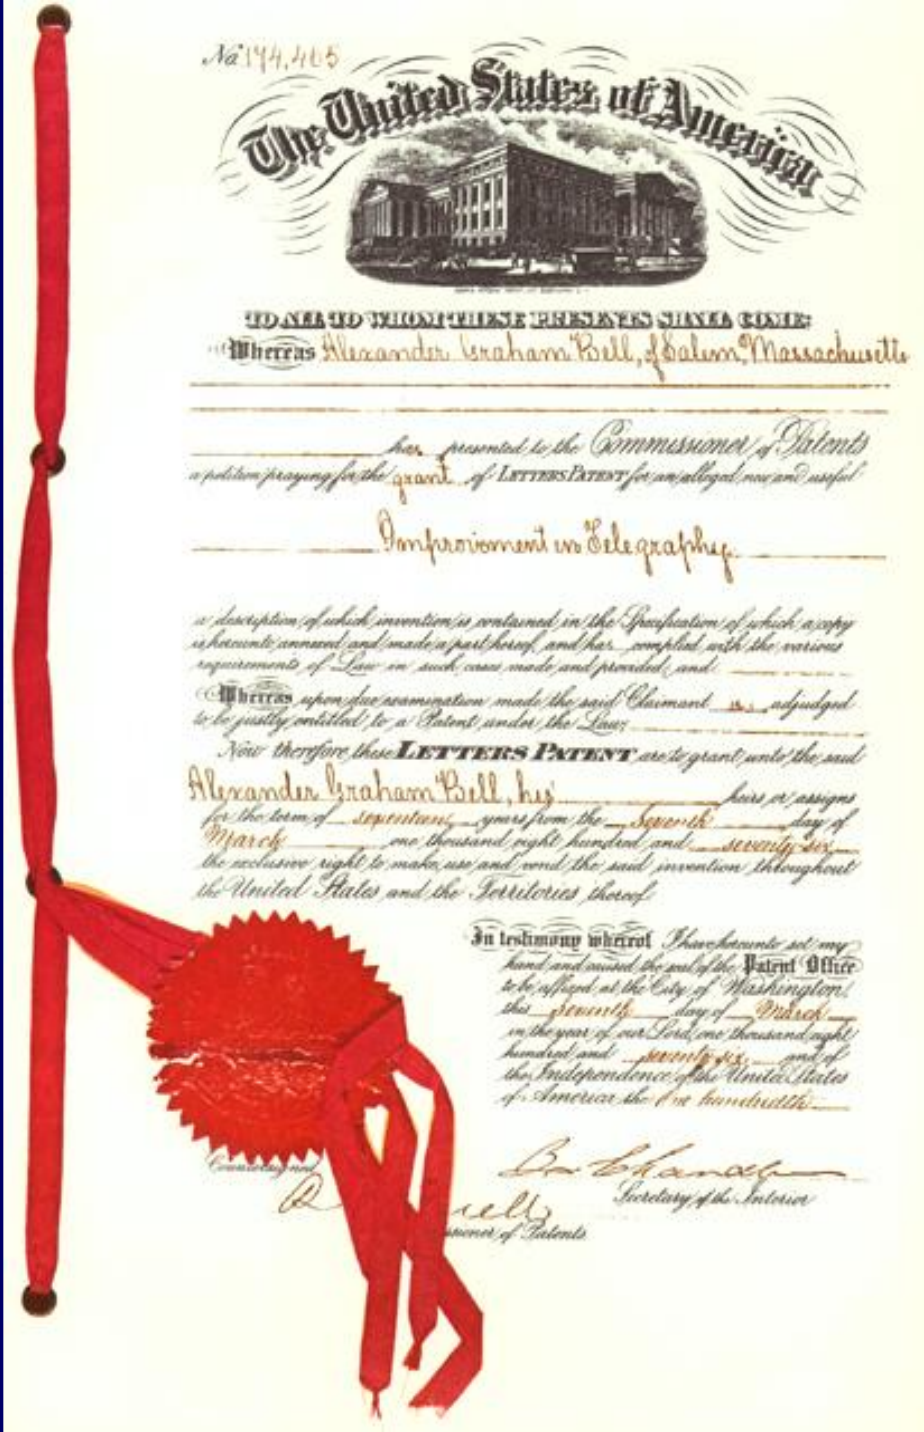 No. 174,465
The United States of America
TO ALL TO WHOM THESE PRESENTS SHALL COME:
Whereas Alexander Graham Bell, of Salem, Massachusetts
has presented to the Commissioner of Patents
a petition praying for the grant of LETTERS PATENT for an alleged new and useful
Improvement in Telegraphy.
a description of which invention is contained in the Specification of which a copy
is hereunto annexed and made a part hereof, and has complied with the various
requirements of Law in such cases made and provided, and
Whereas upon due examination made the said Claimant is adjudged
to be justly entitled to a Patent under the Law;
Now therefore these LETTERS PATENT are to grant unto the said
Alexander Graham Bell, his heirs or assigns
for the term of seventeen years from the seventh day of
March one thousand eight hundred and seventy-six
the exclusive right to make, use and vend the said invention throughout
the United States and the Territories thereof
In testimony whereof I have hereunto set my
hand and caused the seal of the Patent Office
to be affixed at the City of Washington
this seventh day of March
in the year of our Lord one thousand eight
hundred and seventy-six and of
the Independence of the United States
of America the one hundredth
Countersigned
Secretary of the Interior
ssioner of Patents